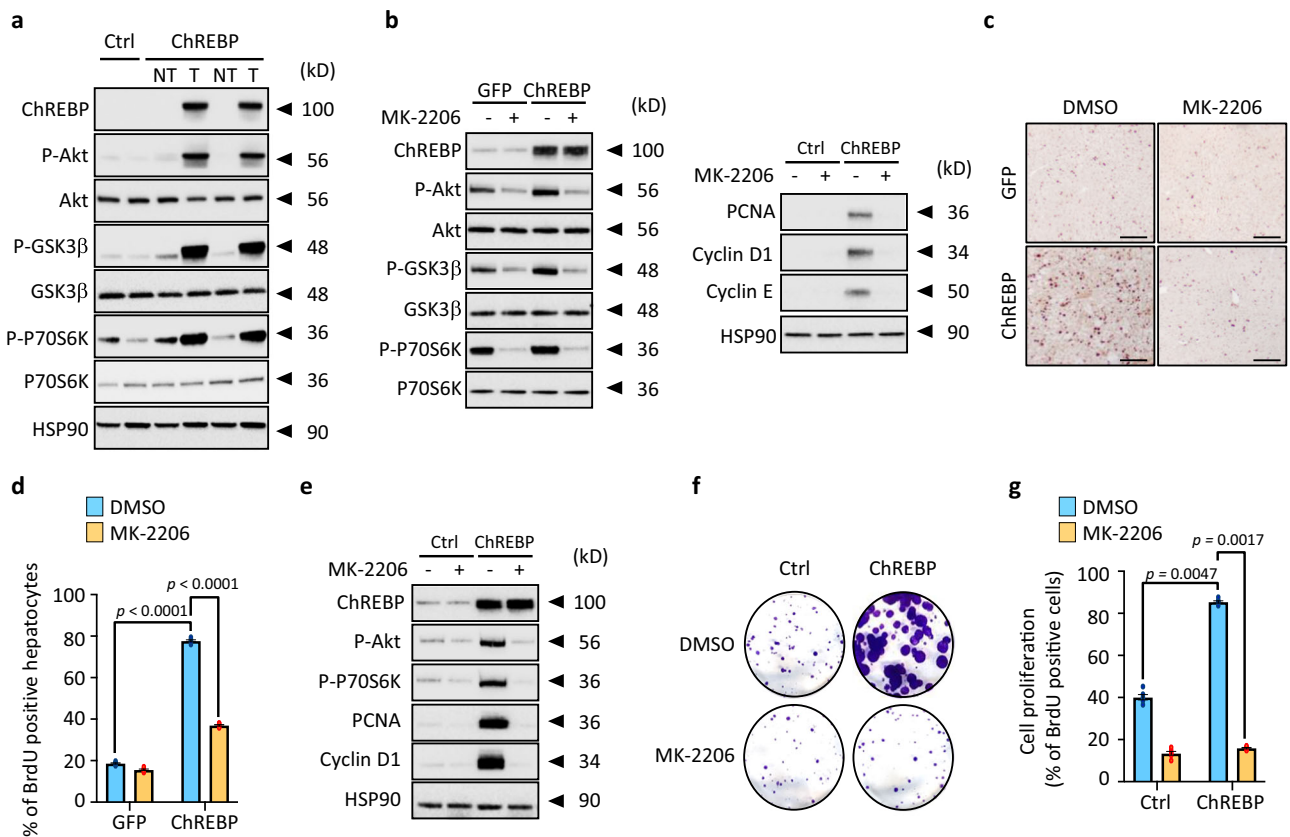 a
Ctrl ChREBP
NT T NT T (kD)
ChREBP 100
P-Akt 56
Akt 56
P-GSK3β 48
GSK3β 48
P-P70S6K 36
P70S6K 36
HSP90 90
b
GFP ChREBP (kD)
MK-2206 - + - +
ChREBP 100
P-Akt 56
Akt 56
P-GSK3β 48
GSK3β 48
P-P70S6K 36
P70S6K 36
Ctrl ChREBP (kD)
MK-2206 - + - +
PCNA 36
Cyclin D1 34
Cyclin E 50
HSP90 90
c
DMSO MK-2206
GFP
ChREBP
d
DMSO
MK-2206
% of BrdU positive hepatocytes
p < 0.0001
p < 0.0001
100
80
60
40
20
0
GFP ChREBP
e
Ctrl ChREBP (kD)
MK-2206 - + - +
ChREBP 100
P-Akt 56
P-P70S6K 36
PCNA 36
Cyclin D1 34
HSP90 90
f
Ctrl ChREBP
DMSO
MK-2206
g
DMSO
MK-2206
Cell proliferation
(% of BrdU positive cells)
p = 0.0017
p = 0.0047
100
80
60
40
20
0
Ctrl ChREBP